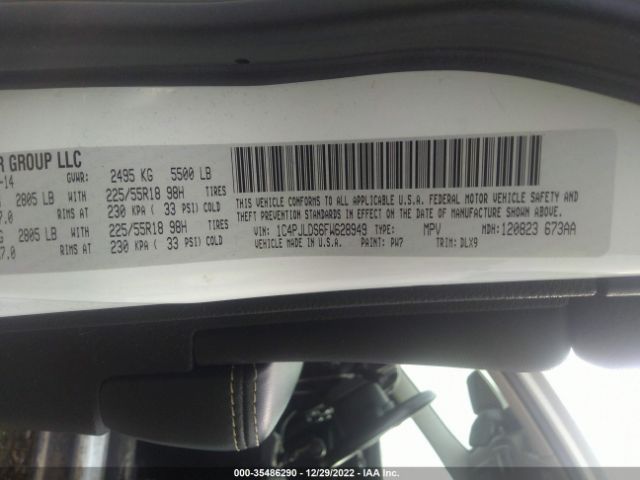 R GROUP LLC
-14 GVWR: 2495 KG 5500 LB
2805 LB WITH 225/55R18 98H TIRES
7.0 RIMS AT 230 KPA ( 33 PSI) COLD
G 2805 LB WITH 225/55R18 98H TIRES
7.0 RIMS AT 230 KPA ( 33 PSI) COLD
THIS VEHICLE CONFORMS TO ALL APPLICABLE U.S.A. FEDERAL MOTOR VEHICLE SAFETY AND
THEFT PREVENTION STANDARDS IN EFFECT ON THE DATE OF MANUFACTURE SHOWN ABOVE.
VIN: 1C4PJLDS6FW628949 TYPE: MPV MDH: 120823 673AA
VEHICLE MADE IN: U.S.A. PAINT: PW7 TRIM: DLX9
000-35486290 - 12/29/2022 - IAA Inc.